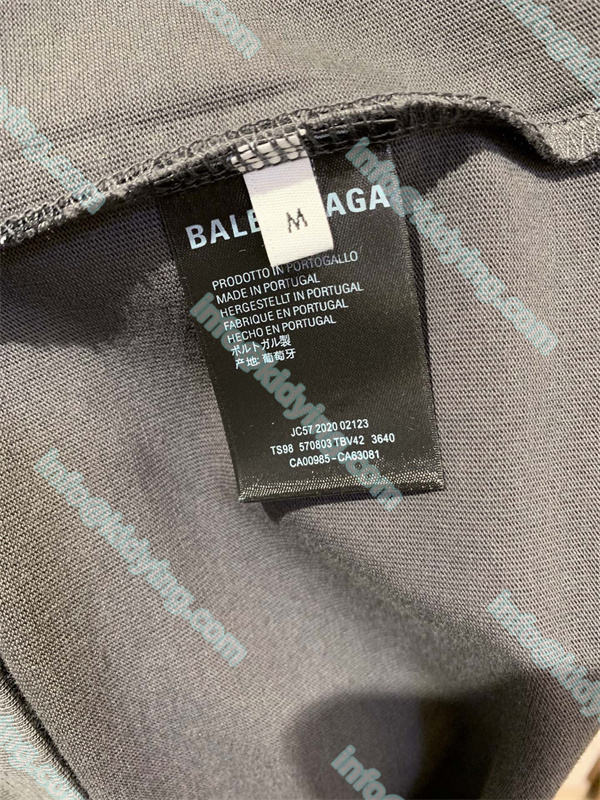 BALE AGA
M
PRODOTTO IN PORTOGALLO
MADE IN PORTUGAL
HERGESTELLT IN PORTUGAL
FABRIQUE EN PORTUGAL
HECHO EN PORTUGAL
ポルトガル製
产地: 葡萄牙
JC57 2020 02123
TS98 570803 TBV42 3640
CA00985-CA63081